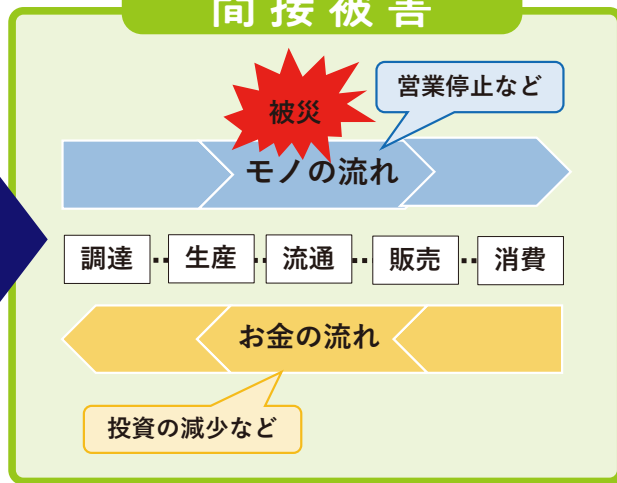 間接被害
営業停止など
被災
モノの流れ
調達‥生産‥流通‥販売‥消費
お金の流れ
投資の減少など